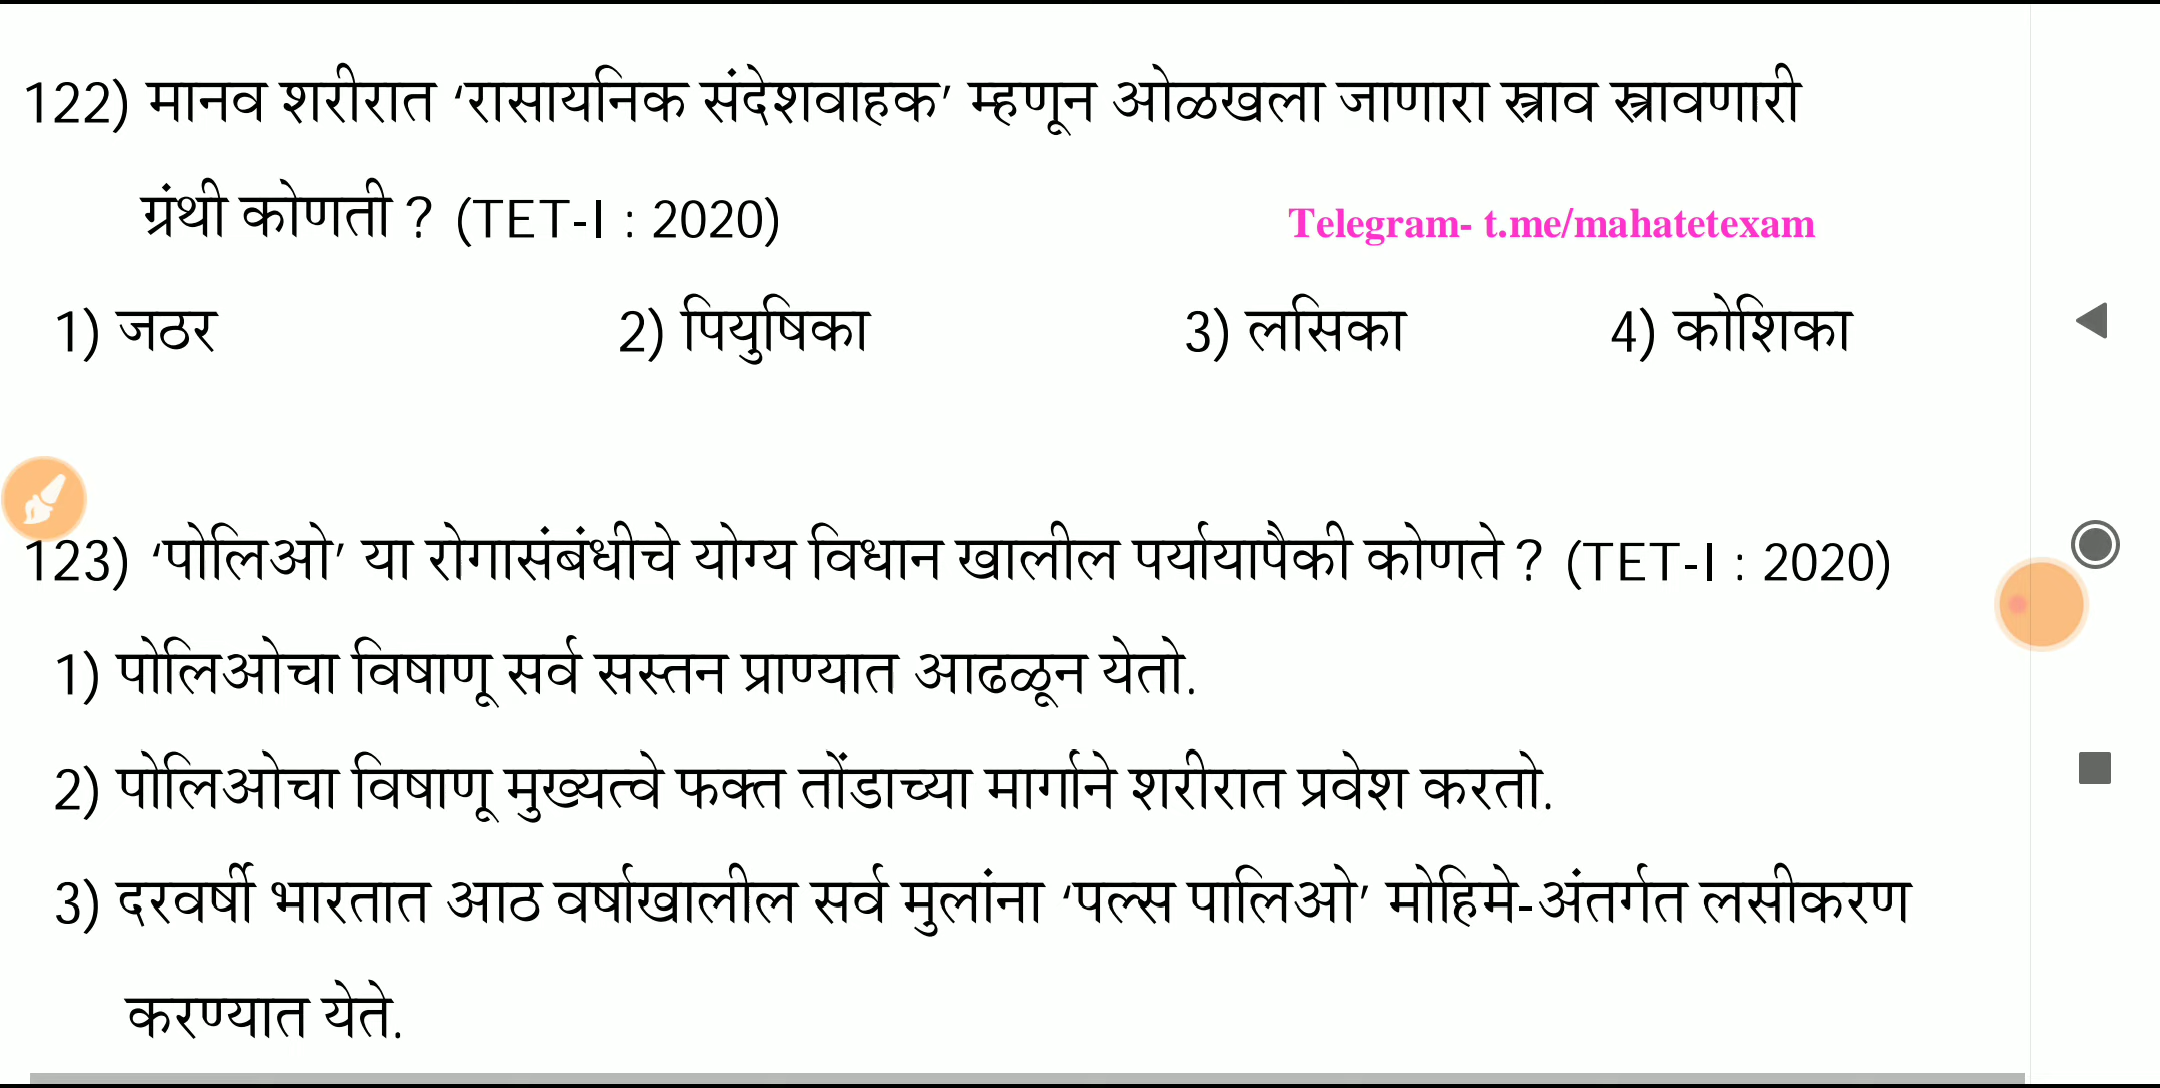 122) मानव शरीरात ‘रासायनिक संदेशवाहक’ म्हणून ओळखला जाणारा स्त्राव स्त्रावणारी
ग्रंथी कोणती ? (TET-I : 2020)
Telegram- t.me/mahatetexam
1) जठर 2) पियुषिका 3) लसिका 4) कोशिका
123) ‘पोलिओ’ या रोगासंबंधीचे योग्य विधान खालील पर्यायापैकी कोणते ? (TET-I : 2020)
1) पोलिओचा विषाणू सर्व सस्तन प्राण्यात आढळून येतो.
2) पोलिओचा विषाणू मुख्यत्वे फक्त तोंडाच्या मार्गाने शरीरात प्रवेश करतो.
3) दरवर्षी भारतात आठ वर्षाखालील सर्व मुलांना ‘पल्स पालिओ’ मोहिमे-अंतर्गत लसीकरण
करण्यात येते.